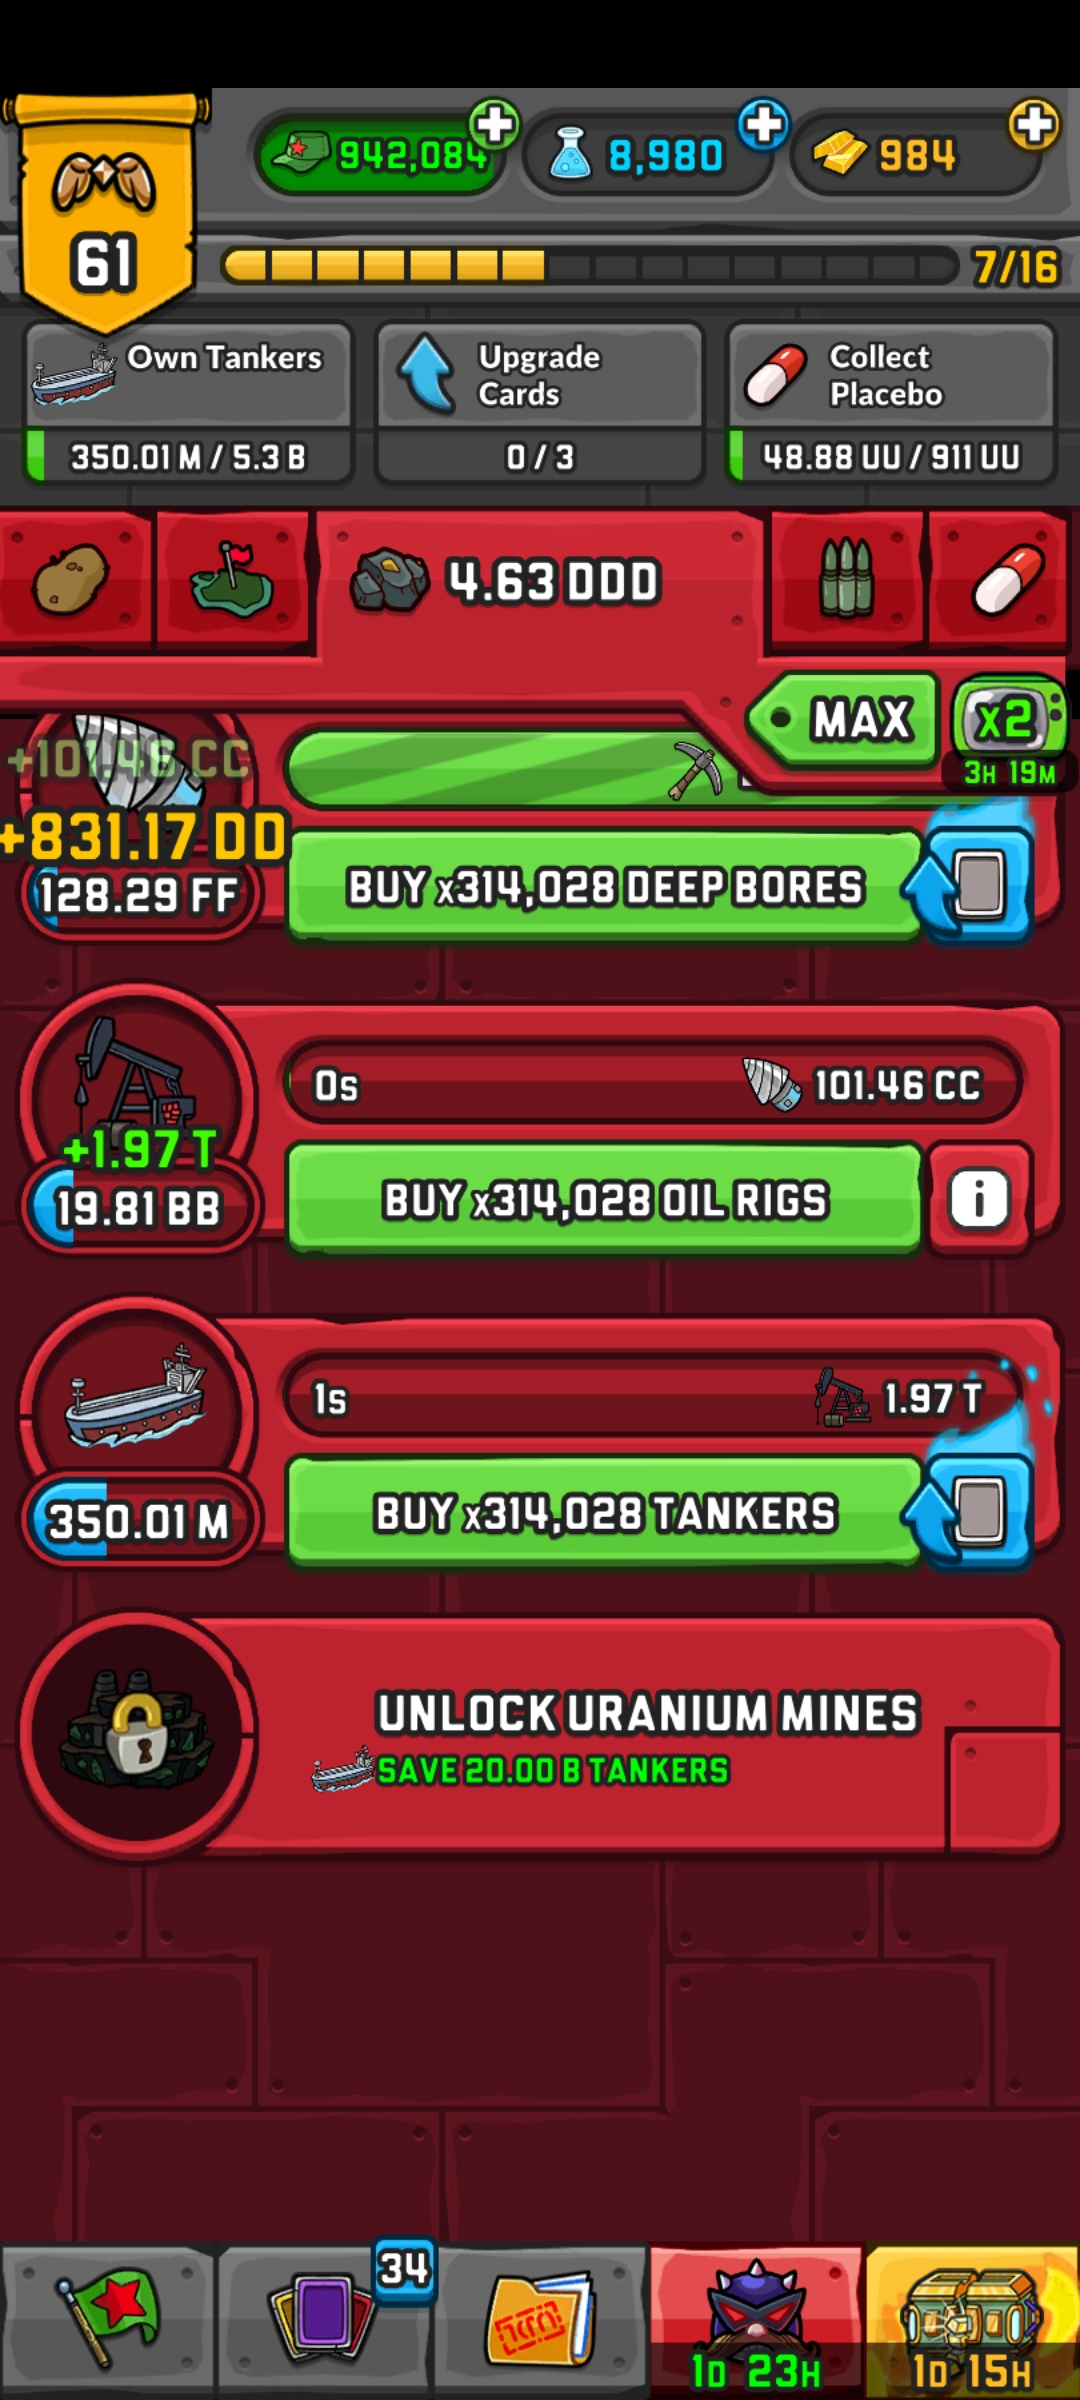 942,084
8,980
984
61
7/16
Own Tankers
350.01 M / 5.3 B
Upgrade
Cards
0 / 3
Collect
Placebo
48.88 UU / 911 UU
4.63 DDD
MAX
x2
3H 19M
+101.46 CC
+831.17 DD
128.29 FF
BUY x314,028 DEEP BORES
0s
101.46 CC
+1.97 T
19.81 BB
BUY x314,028 OIL RIGS
i
1s
1.97 T
350.01 M
BUY x314,028 TANKERS
UNLOCK URANIUM MINES
SAVE 20.00 B TANKERS
34
1D 23H
1D 15H